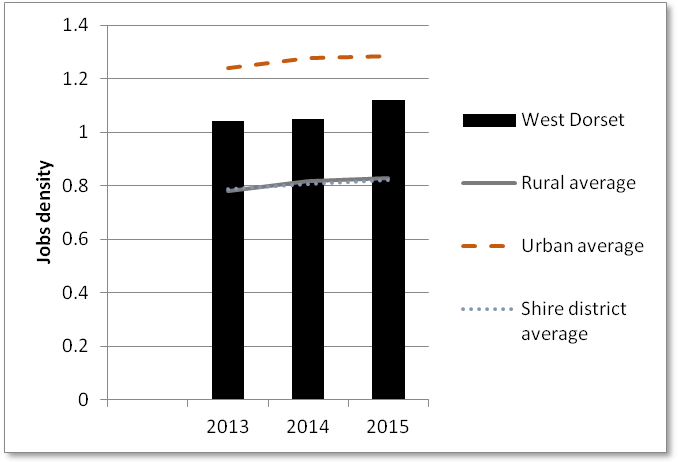 1.4
1.2
1
0.8
0.6
0.4
0.2
0
Jobs density
2013
2014
2015
West Dorset
Rural average
Urban average
Shire district
average